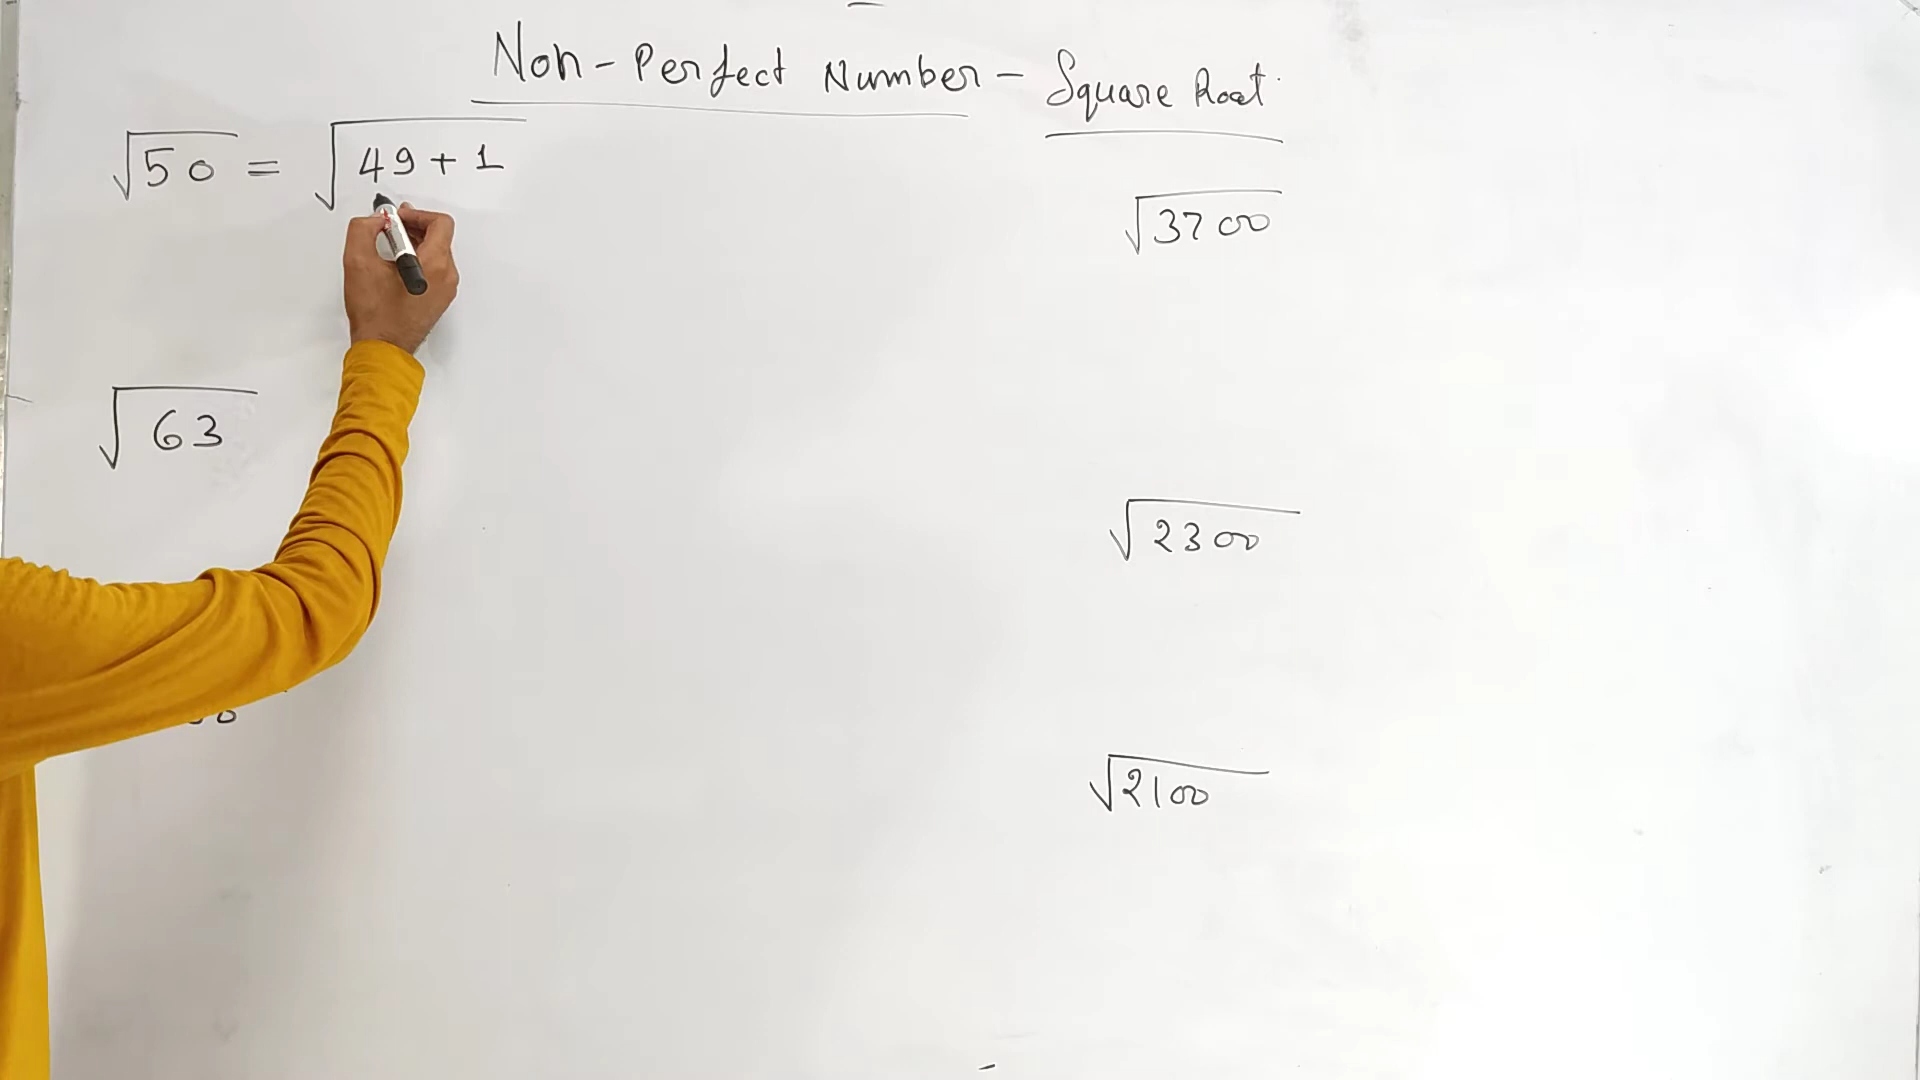 Non-Perfect Number - Square Root
√50 = √49+1
√3700
√63
√2300
√2100